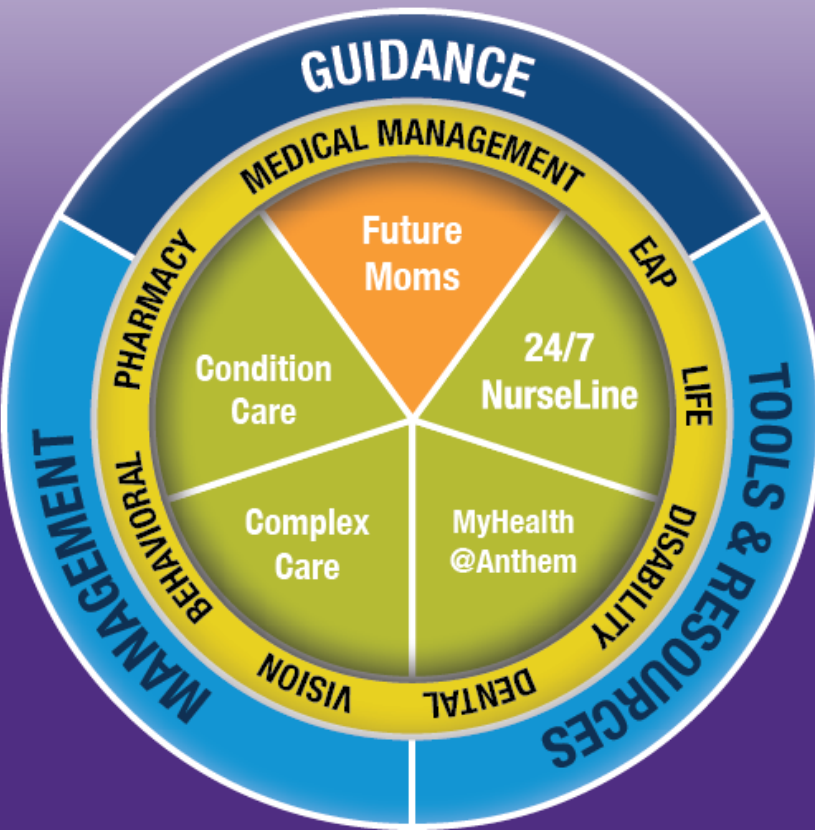 GUIDANCE
MEDICAL MANAGEMENT
EAP
LIFE
DISABILITY
DENTAL
VISION
BEHAVIORAL
PHARMACY
TOOLS & RESOURCES
MANAGEMENT
Future
Moms
24/7
NurseLine
MyHealth
@Anthem
Complex
Care
Condition
Care